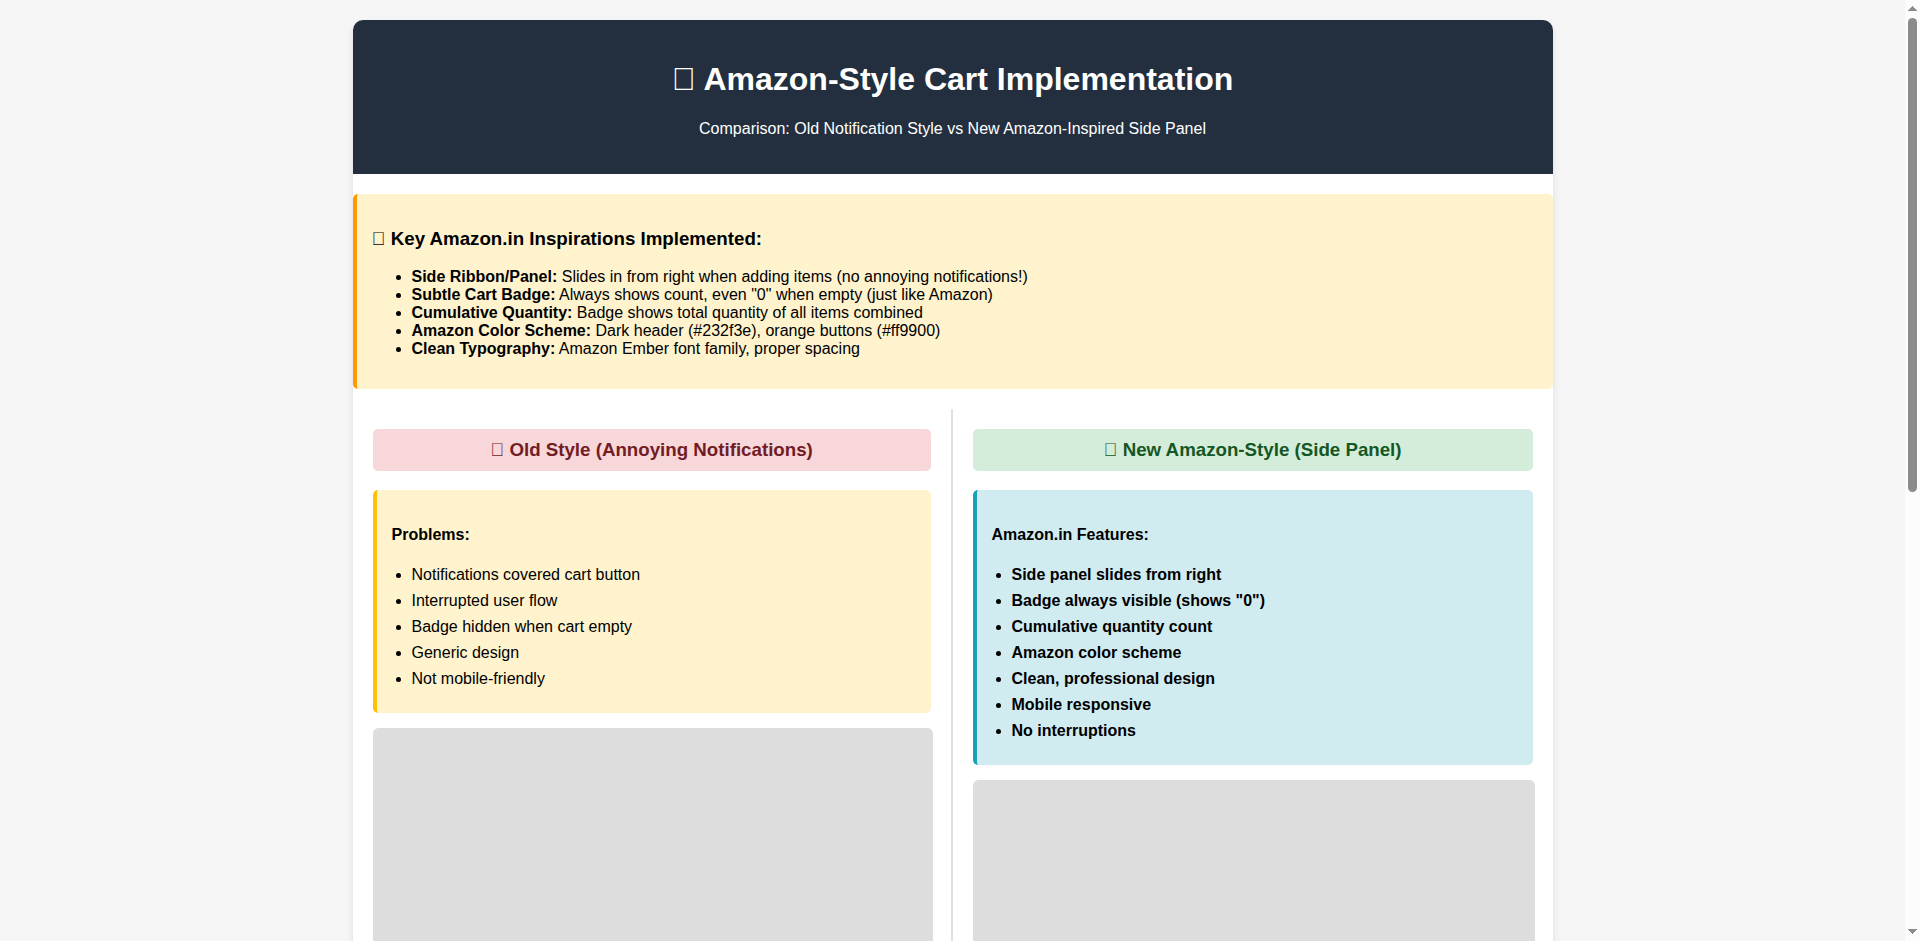 Amazon-Style Cart Implementation
Comparison: Old Notification Style vs New Amazon-Inspired Side Panel
Key Amazon.in Inspirations Implemented:
Side Ribbon/Panel: Slides in from right when adding items (no annoying notifications!)
Subtle Cart Badge: Always shows count, even "0" when empty (just like Amazon)
Cumulative Quantity: Badge shows total quantity of all items combined
Amazon Color Scheme: Dark header (#232f3e), orange buttons (#ff9900)
Clean Typography: Amazon Ember font family, proper spacing
Old Style (Annoying Notifications)
Problems:
Notifications covered cart button
Interrupted user flow
Badge hidden when cart empty
Generic design
Not mobile-friendly
New Amazon-Style (Side Panel)
Amazon.in Features:
Side panel slides from right
Badge always visible (shows "0")
Cumulative quantity count
Amazon color scheme
Clean, professional design
Mobile responsive
No interruptions